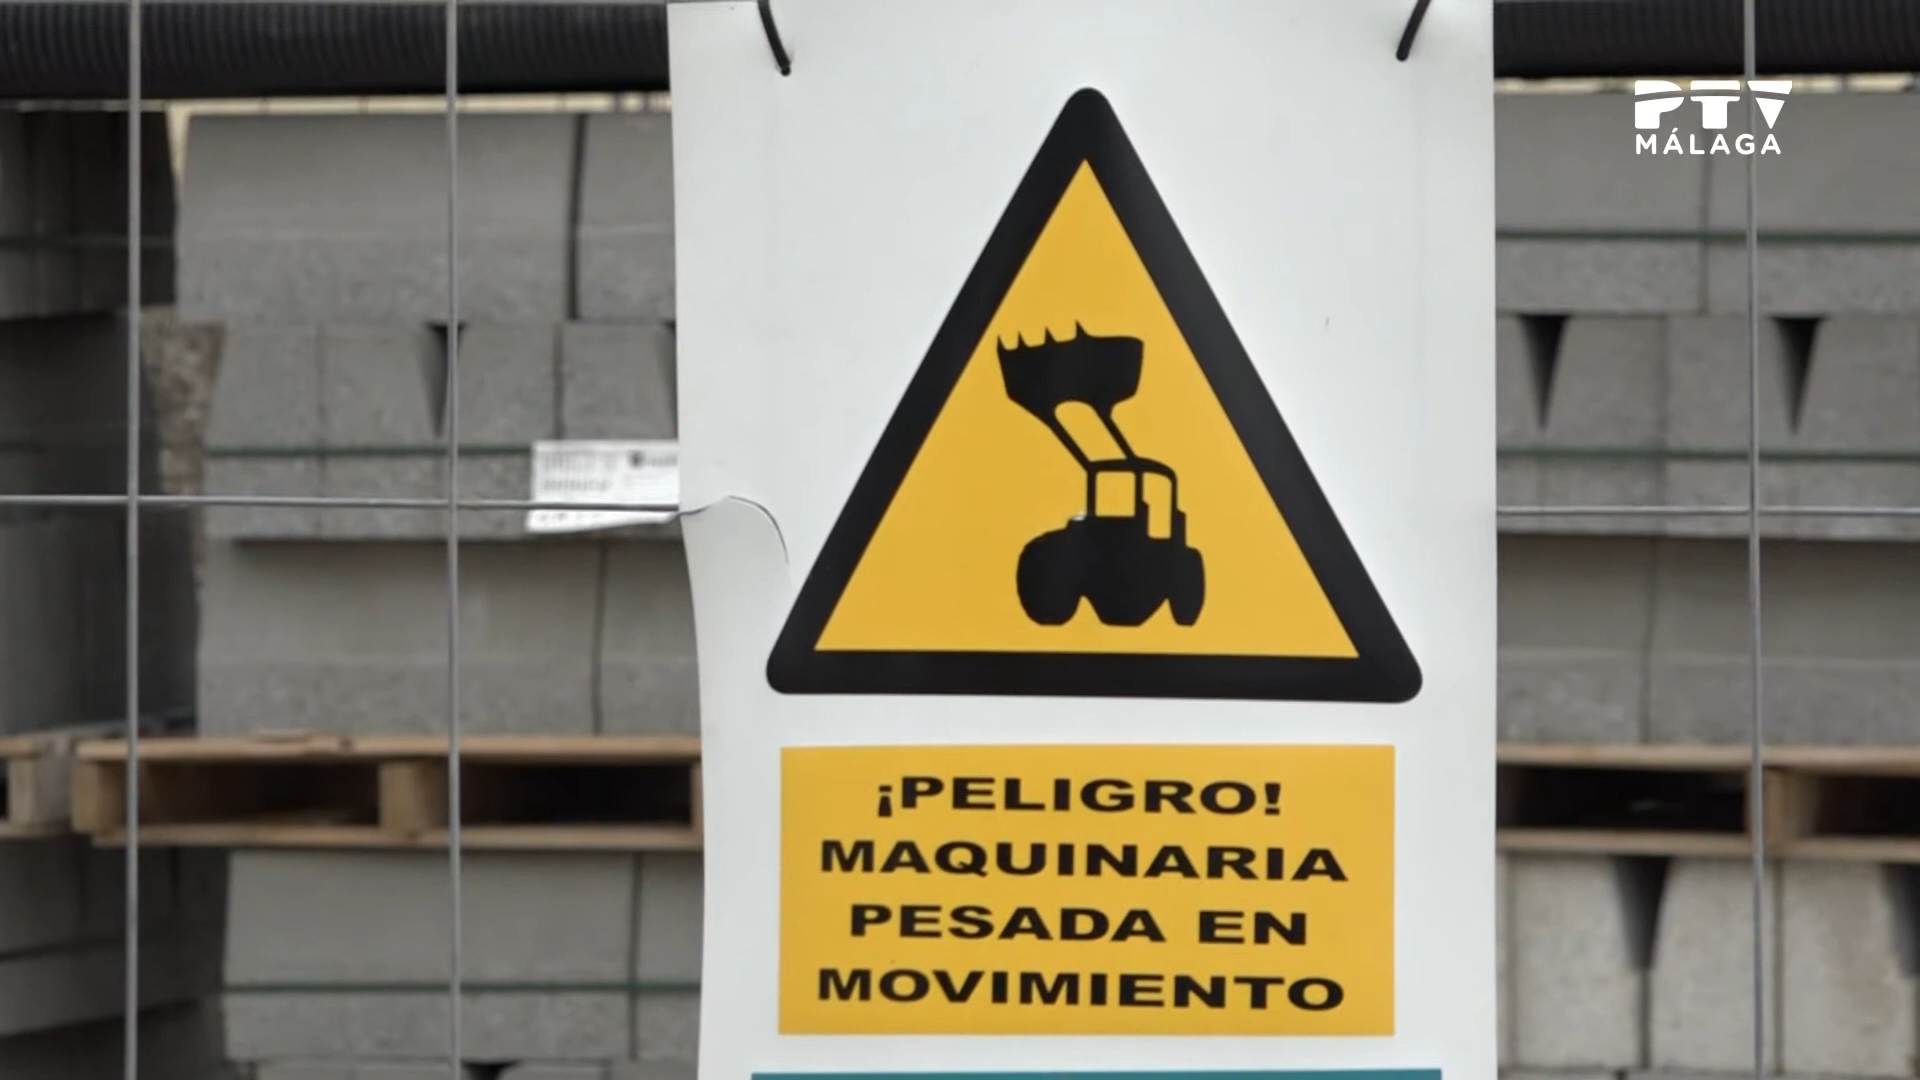 PTV
MÁLAGA
¡PELIGRO!
MAQUINARIA
PESADA EN
MOVIMIENTO